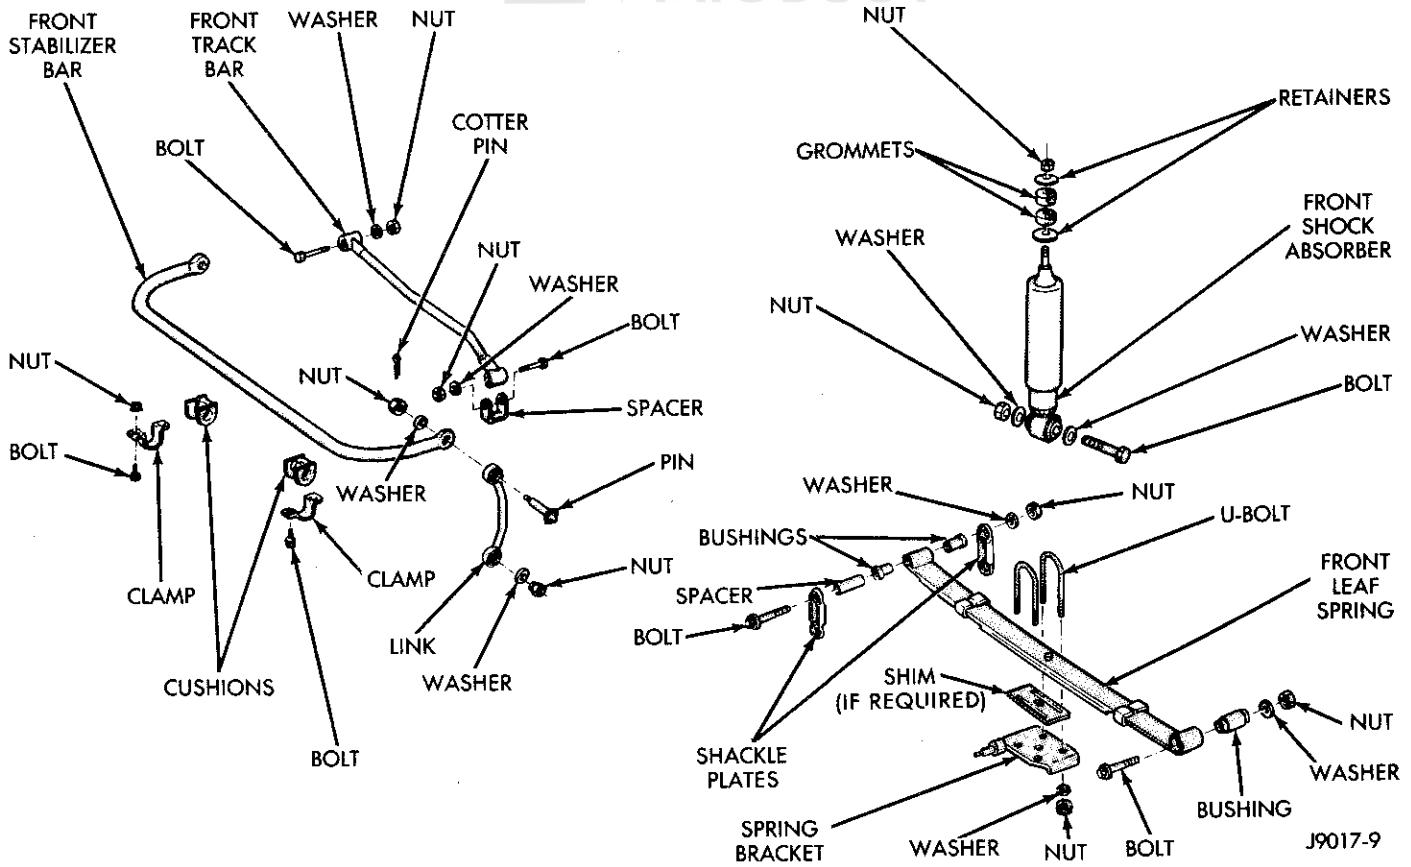 FRONT
STABILIZER
BAR
FRONT
TRACK
BAR
WASHER
NUT
COTTER
PIN
BOLT
NUT
WASHER
BOLT
NUT
NUT
SPACER
BOLT
WASHER
PIN
CLAMP
CLAMP
NUT
LINK
WASHER
CUSHIONS
BOLT
NUT
RETAINERS
GROMMETS
FRONT
SHOCK
ABSORBER
WASHER
NUT
WASHER
BOLT
WASHER
NUT
U-BOLT
BUSHINGS
FRONT
LEAF
SPRING
SPACER
BOLT
SHIM
(IF REQUIRED)
SHACKLE
PLATES
NUT
WASHER
BUSHING
SPRING
BRACKET
WASHER
NUT
BOLT
J9017-9